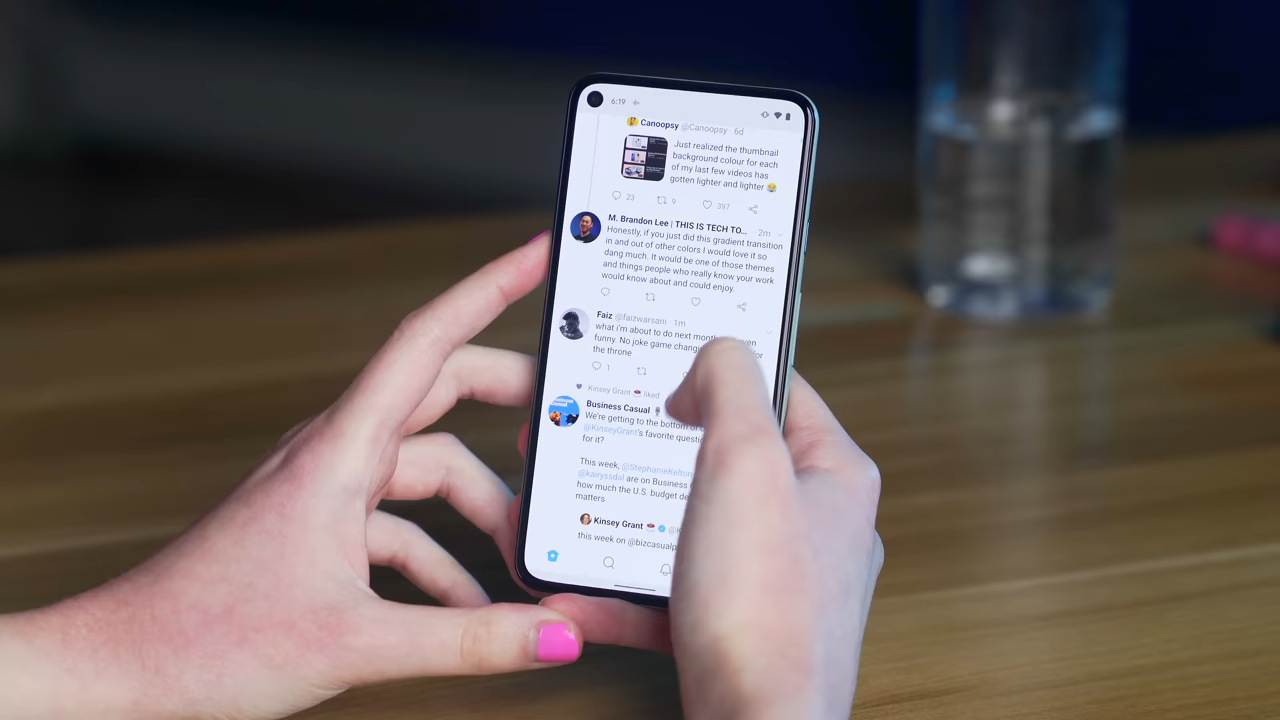 6:19
Canoopsy @Canoopsy · 6d
Just realized the thumbnail
background colour for each
of my last few videos has
gotten lighter and lighter 😂
23 9 397
M. Brandon Lee | THIS IS TECH TO... 2m
Honestly, if you just did this gradient transition
in and out of other colors I would love it so
dang much. It would be one of those themes
and things people who really know your work
would know about and could enjoy.
Faiz @faizwarsani · 1m
what i'm about to do next month
funny. No joke game changi
the throne
1
Kinsey Grant ☕ liked
Business Casual 🎙
We're getting to the bottom of
@KinseyGrant's favorite questi
for it?
This week, @StephanieKelton
@kairyssdal are on Business
how much the U.S. budget de
matters
Kinsey Grant ☕
this week on @bizcasualp